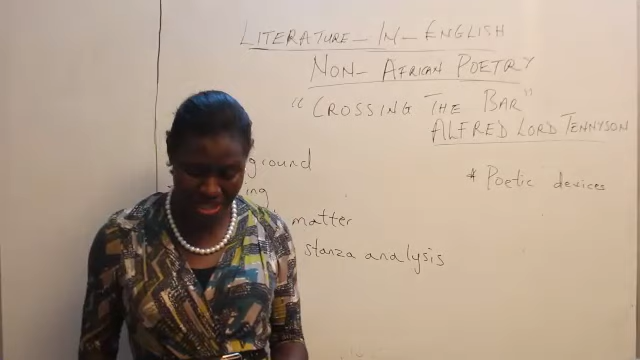 LITERATURE-IN-ENGLISH
NON-AFRICAN POETRY
"CROSSING THE BAR"
ALFRED LORD TENNYSON
ground
* Poetic devices
ing
matter
stanza analysis